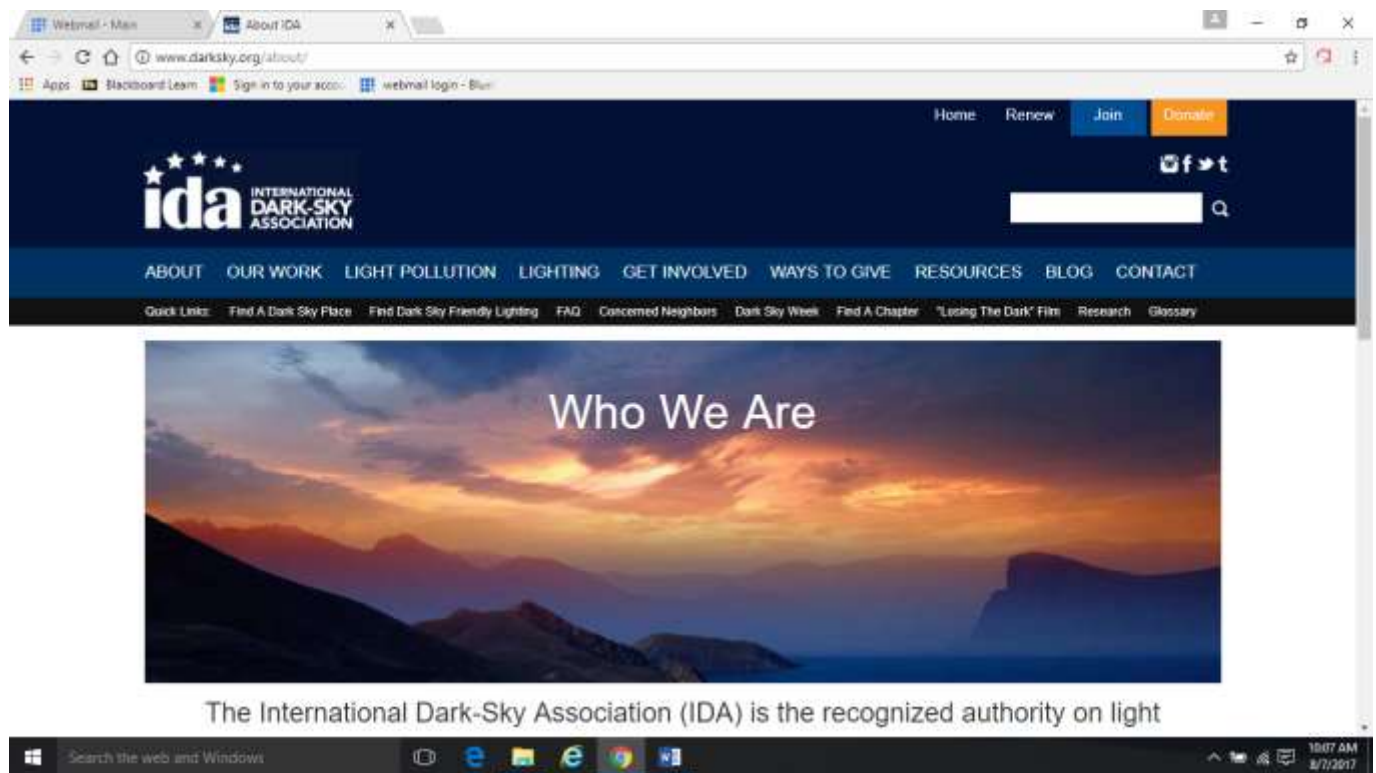 Webmail - Main
About IDA
www.darksky.org/about/
Apps
Blackboard Learn
Sign in to your acco
webmail login - Blue
Home Renew Join Donate
ida INTERNATIONAL
DARK-SKY
ASSOCIATION
f t
ABOUT OUR WORK LIGHT POLLUTION LIGHTING GET INVOLVED WAYS TO GIVE RESOURCES BLOG CONTACT
Quick Links: Find A Dark Sky Place Find Dark Sky Friendly Lighting FAQ Concerned Neighbors Dark Sky Week Find A Chapter "Losing The Dark" Film Research Glossary
Who We Are
The International Dark-Sky Association (IDA) is the recognized authority on light
Search the web and Windows
10:07 AM
8/7/2017